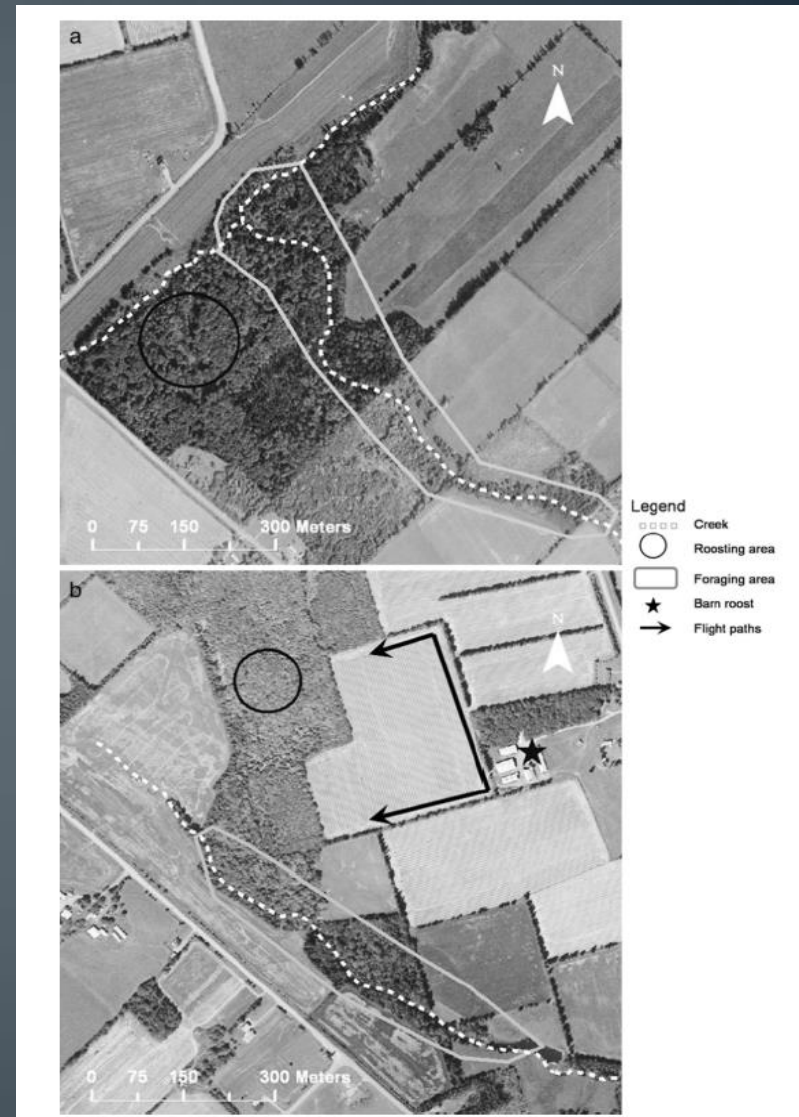 a
N
0 75 150 300 Meters
Legend
Creek
Roosting area
Foraging area
Barn roost
Flight paths
b
N
0 75 150 300 Meters